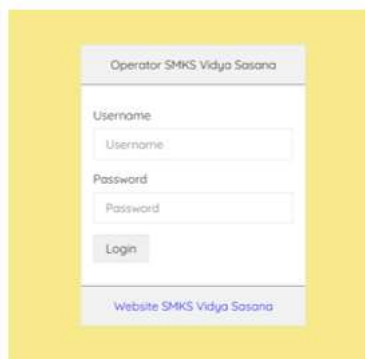 Operator SMKS Vidya Sasana
Username
Username
Password
Password
Login
Website SMKS Vidya Sasana